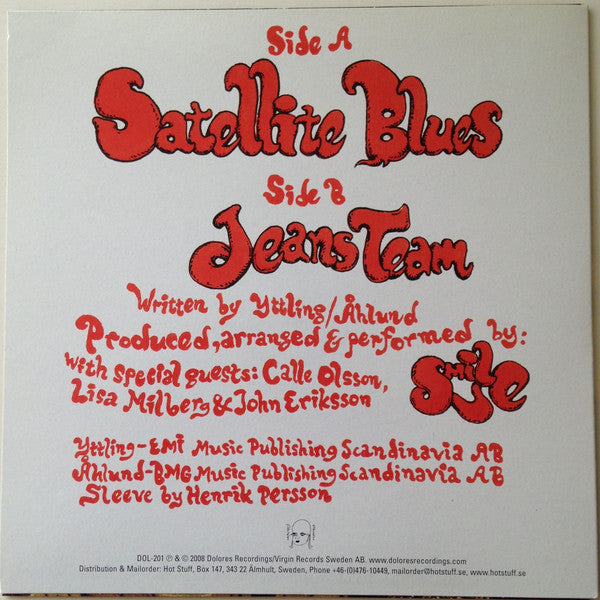 Side A
Satellite Blues
Side B
Jeans Team
Written by Yttling/Åhlund
Produced, arranged & performed by:
Smile
with special guests: Calle Olsson,
Lisa Milberg & John Eriksson
Yttling-EMi Music Publishing Scandinavia AB
Åhlund-BMG Music Publishing Scandinavia AB
Sleeve by Henrik Persson
DOL-201 ℗ & © 2008 Dolores Recordings/Virgin Records Sweden AB. www.doloresrecordings.com
Distribution & Mailorder: Hot Stuff, Box 147, 343 22 Älmhult, Sweden, Phone +46-(0)476-10449, mailorder@hotstuff.se, www.hotstuff.se